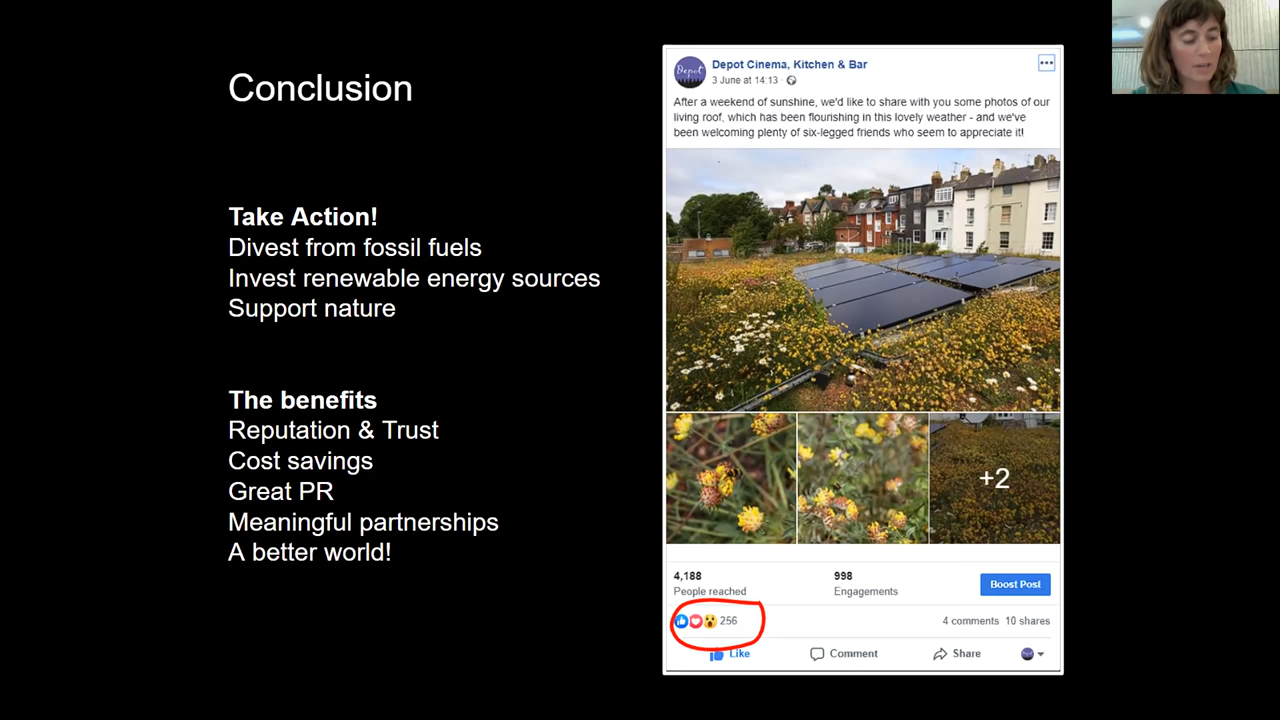 Conclusion
Take Action!
Divest from fossil fuels
Invest renewable energy sources
Support nature
The benefits
Reputation & Trust
Cost savings
Great PR
Meaningful partnerships
A better world!
Depot
Depot Cinema, Kitchen & Bar
3 June at 14:13 ·
After a weekend of sunshine, we'd like to share with you some photos of our
living roof, which has been flourishing in this lovely weather - and we've
been welcoming plenty of six-legged friends who seem to appreciate it!
+2
4,188
People reached
998
Engagements
Boost Post
256
4 comments 10 shares
Like Comment Share